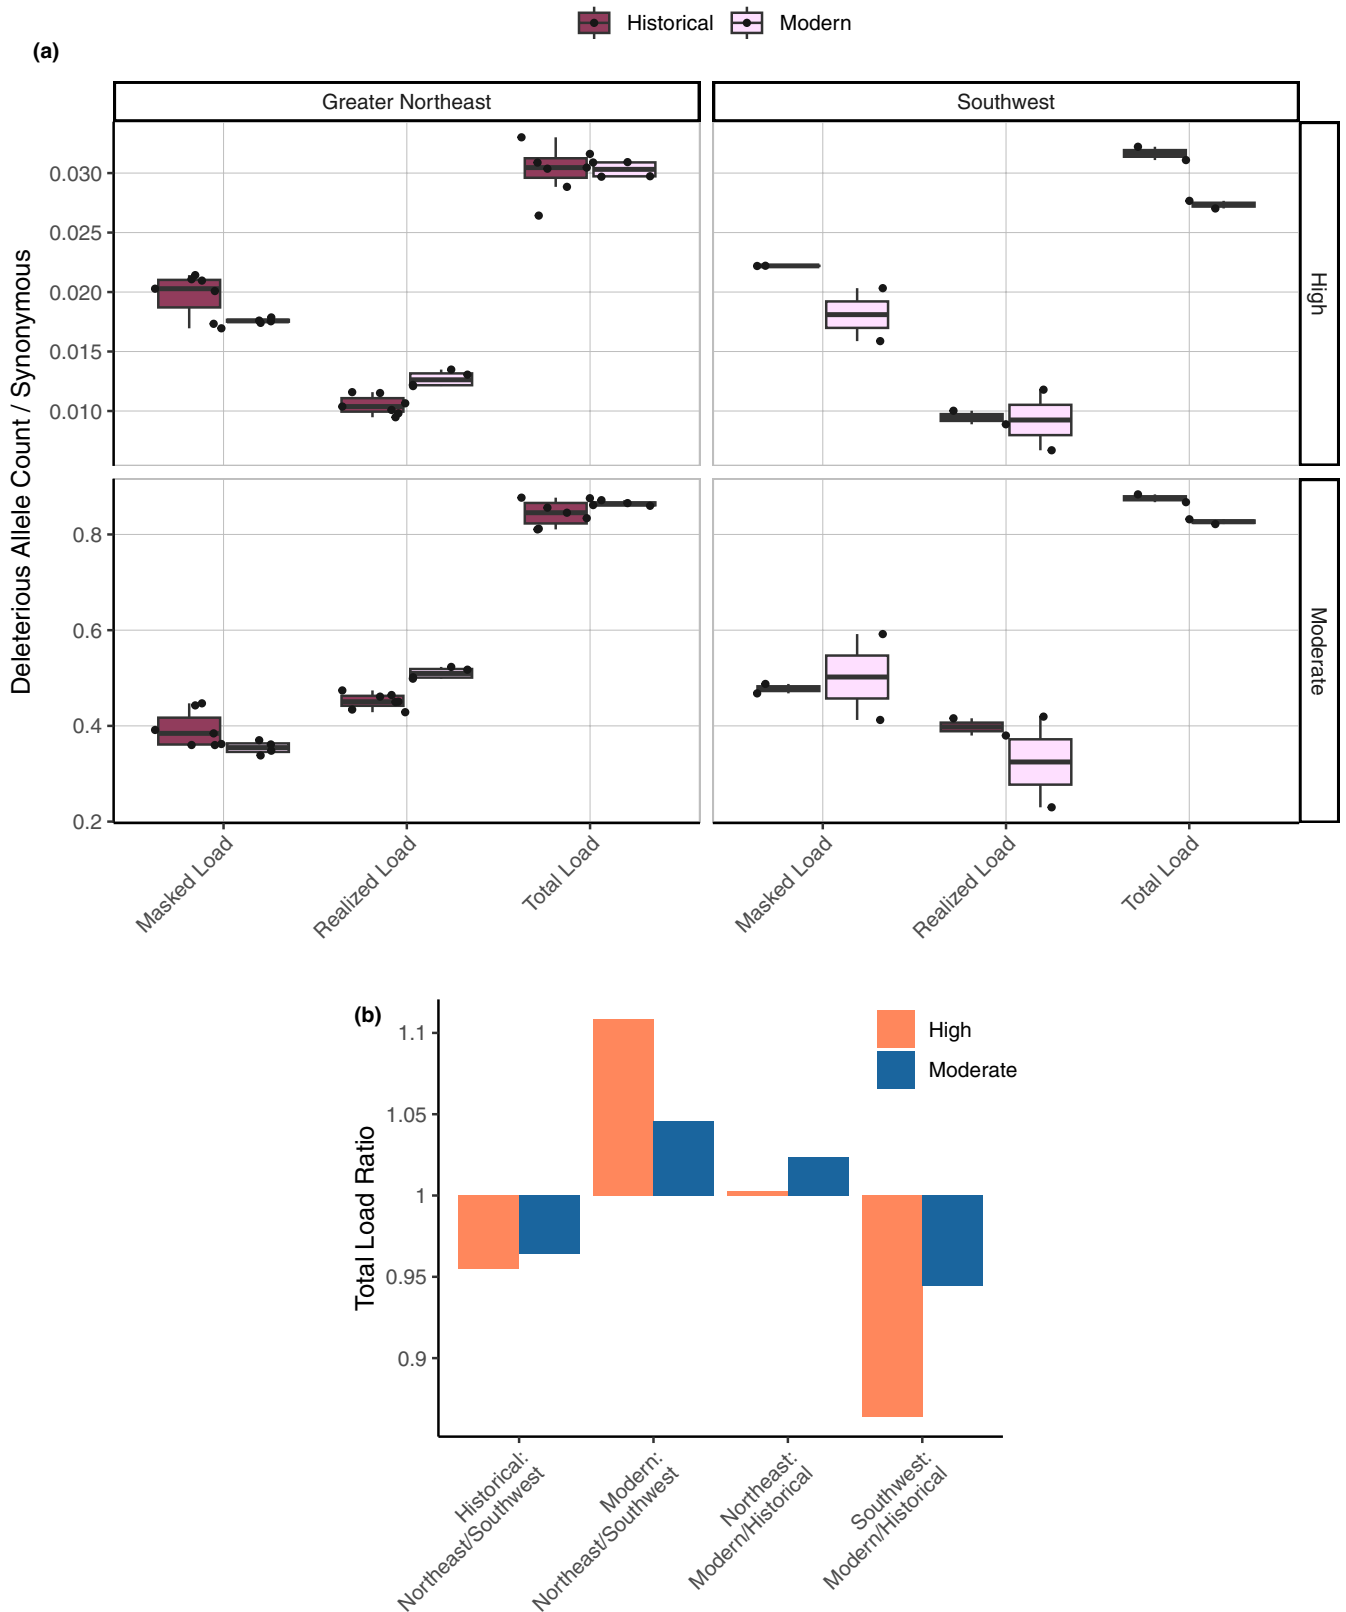 Historical
Modern
(a)
Greater Northeast
Southwest
Deleterious Allele Count / Synonymous
0.030
0.025
0.020
0.015
0.010
High
0.8
0.6
0.4
0.2
Moderate
Masked Load
Realized Load
Total Load
Masked Load
Realized Load
Total Load
(b)
High
Moderate
Total Load Ratio
1.1
1.05
1
0.95
0.9
Historical:
Northeast/Southwest
Modern:
Northeast/Southwest
Northeast:
Modern/Historical
Southwest:
Modern/Historical